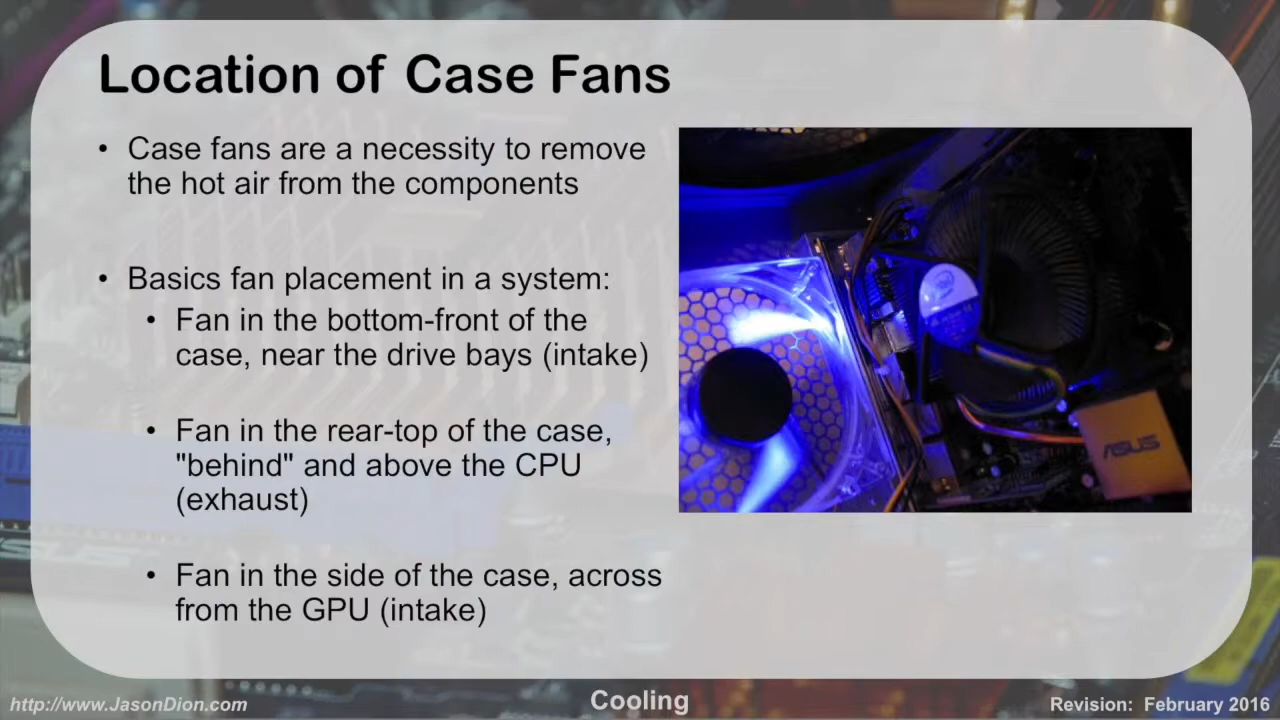 Location of Case Fans
• Case fans are a necessity to remove
the hot air from the components
• Basics fan placement in a system:
• Fan in the bottom-front of the
case, near the drive bays (intake)
• Fan in the rear-top of the case,
"behind" and above the CPU
(exhaust)
• Fan in the side of the case, across
from the GPU (intake)
ASUS
http://www.JasonDion.com
Cooling
Revision: February 2016